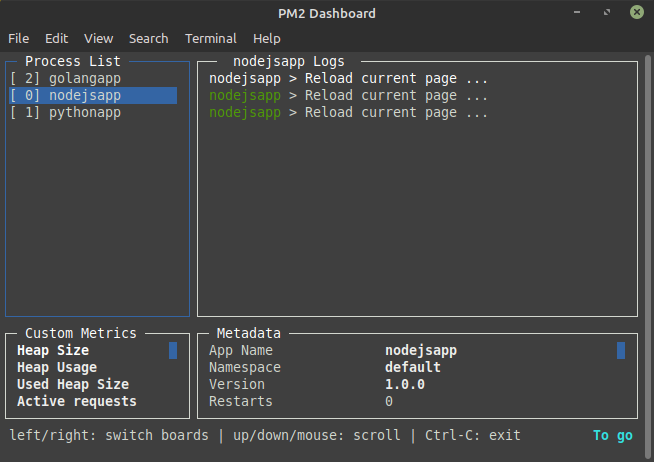 PM2 Dashboard
File Edit View Search Terminal Help
Process List
[ 2] golangapp
[ 0] nodejsapp
[ 1] pythonapp
nodejsapp Logs
nodejsapp > Reload current page ...
nodejsapp > Reload current page ...
nodejsapp > Reload current page ...
Custom Metrics
Heap Size
Heap Usage
Used Heap Size
Active requests
Metadata
App Name nodejsapp
Namespace default
Version 1.0.0
Restarts 0
left/right: switch boards | up/down/mouse: scroll | Ctrl-C: exit To go